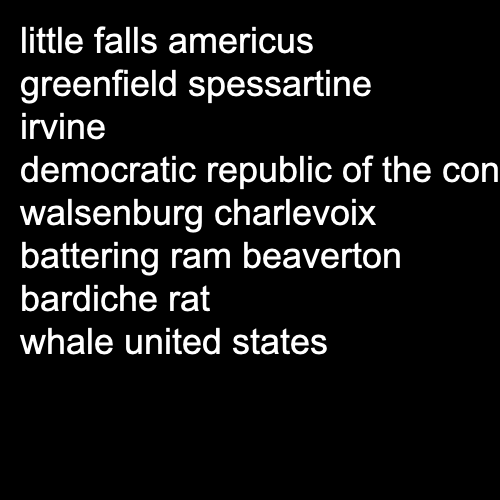 little falls americus
greenfield spessartine
irvine
democratic republic of the con
walsenburg charlevoix
battering ram beaverton
bardiche rat
whale united states